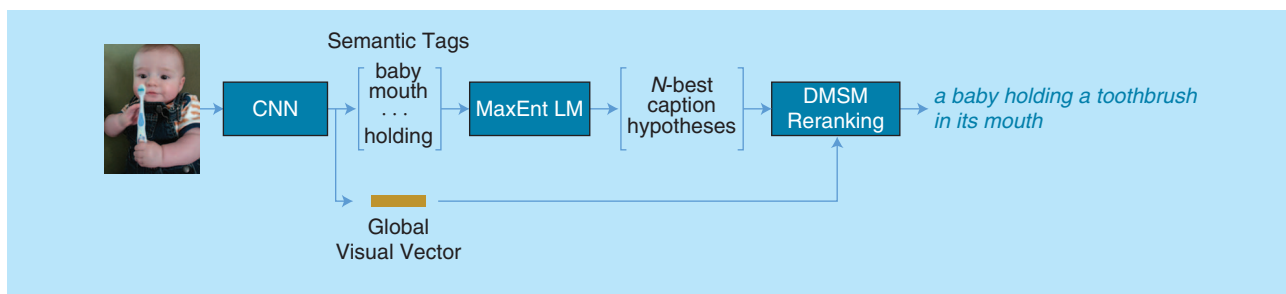 Semantic Tags
CNN
baby
mouth
. . .
holding
MaxEnt LM
N-best
caption
hypotheses
DMSM
Reranking
a baby holding a toothbrush
in its mouth
Global
Visual Vector